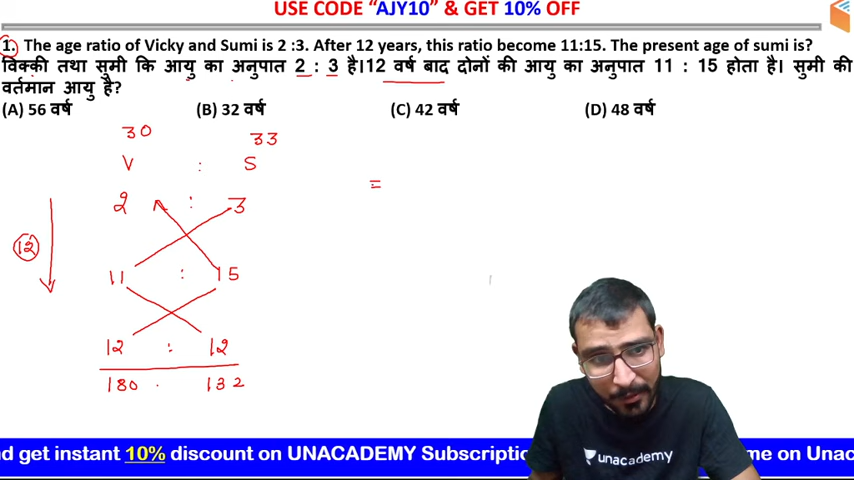 USE CODE “AJY10” & GET 10% OFF
1. The age ratio of Vicky and Sumi is 2 :3. After 12 years, this ratio become 11:15. The present age of sumi is?
विक्की तथा सुमी कि आयु का अनुपात 2 : 3 है।12 वर्ष बाद दोनों की आयु का अनुपात 11 : 15 होता है। सुमी की
वर्तमान आयु है?
(A) 56 वर्ष (B) 32 वर्ष (C) 42 वर्ष (D) 48 वर्ष
30 33
V : S
2 : 3 =
12
11 : 15
12 : 12
180 . 132
unacademy
nd get instant 10% discount on UNACADEMY Subscriptio me on Unac